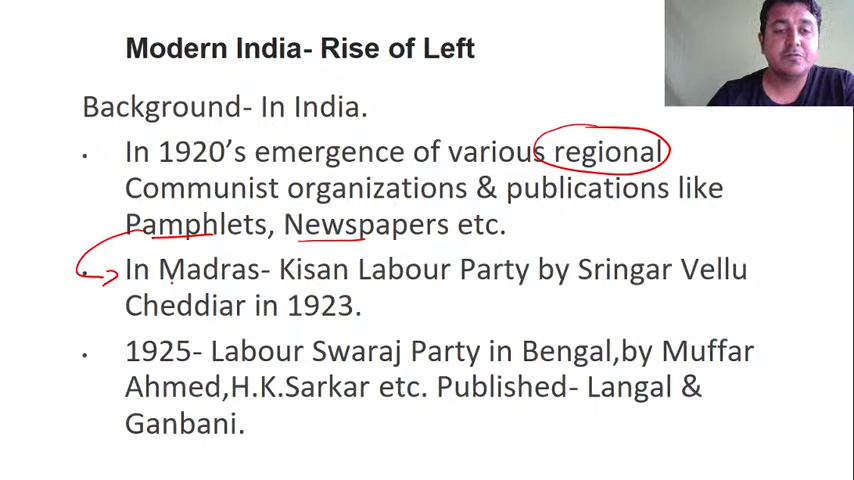 Modern India- Rise of Left
Background- In India.
In 1920's emergence of various regional
Communist organizations & publications like
Pamphlets, Newspapers etc.
In Madras- Kisan Labour Party by Sringar Vellu
Cheddiar in 1923.
1925- Labour Swaraj Party in Bengal,by Muffar
Ahmed,H.K.Sarkar etc. Published- Langal &
Ganbani.